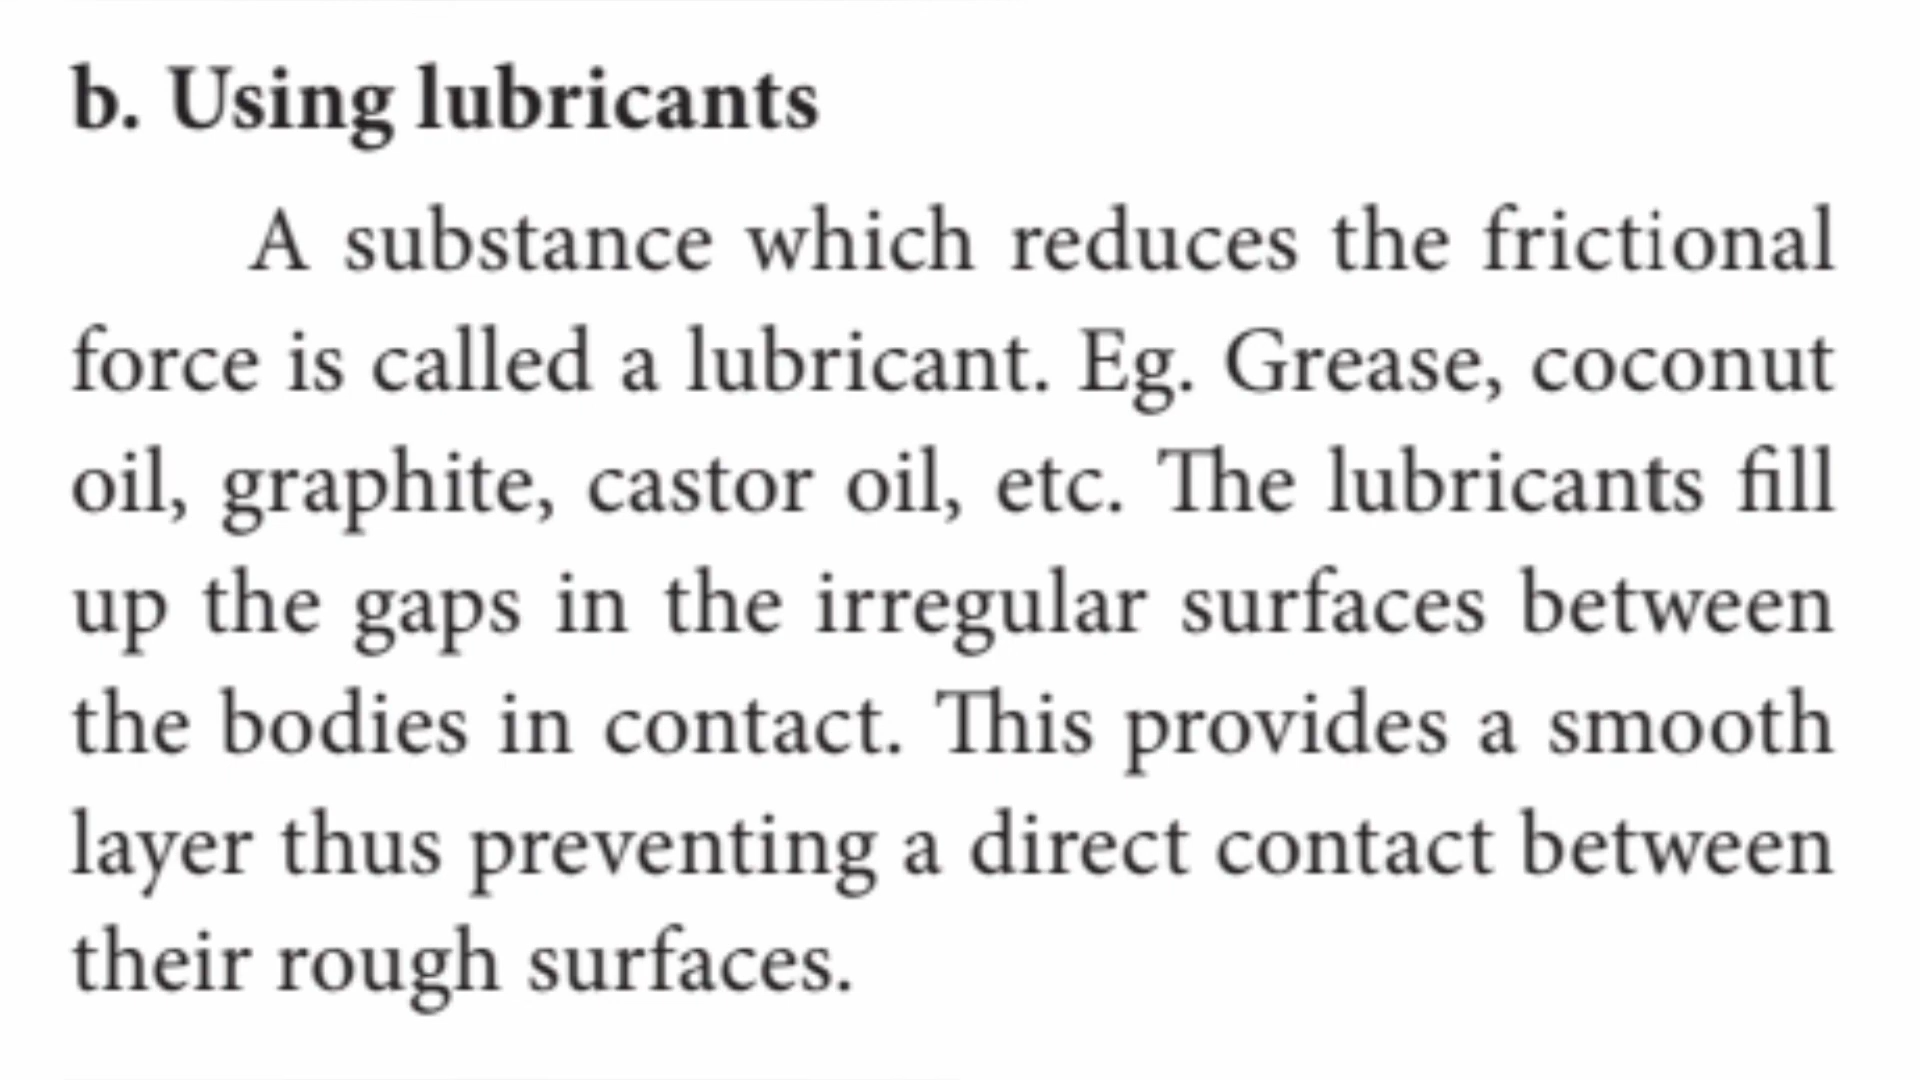 b. Using lubricants
A substance which reduces the frictional
force is called a lubricant. Eg. Grease, coconut
oil, graphite, castor oil, etc. The lubricants fill
up the gaps in the irregular surfaces between
the bodies in contact. This provides a smooth
layer thus preventing a direct contact between
their rough surfaces.